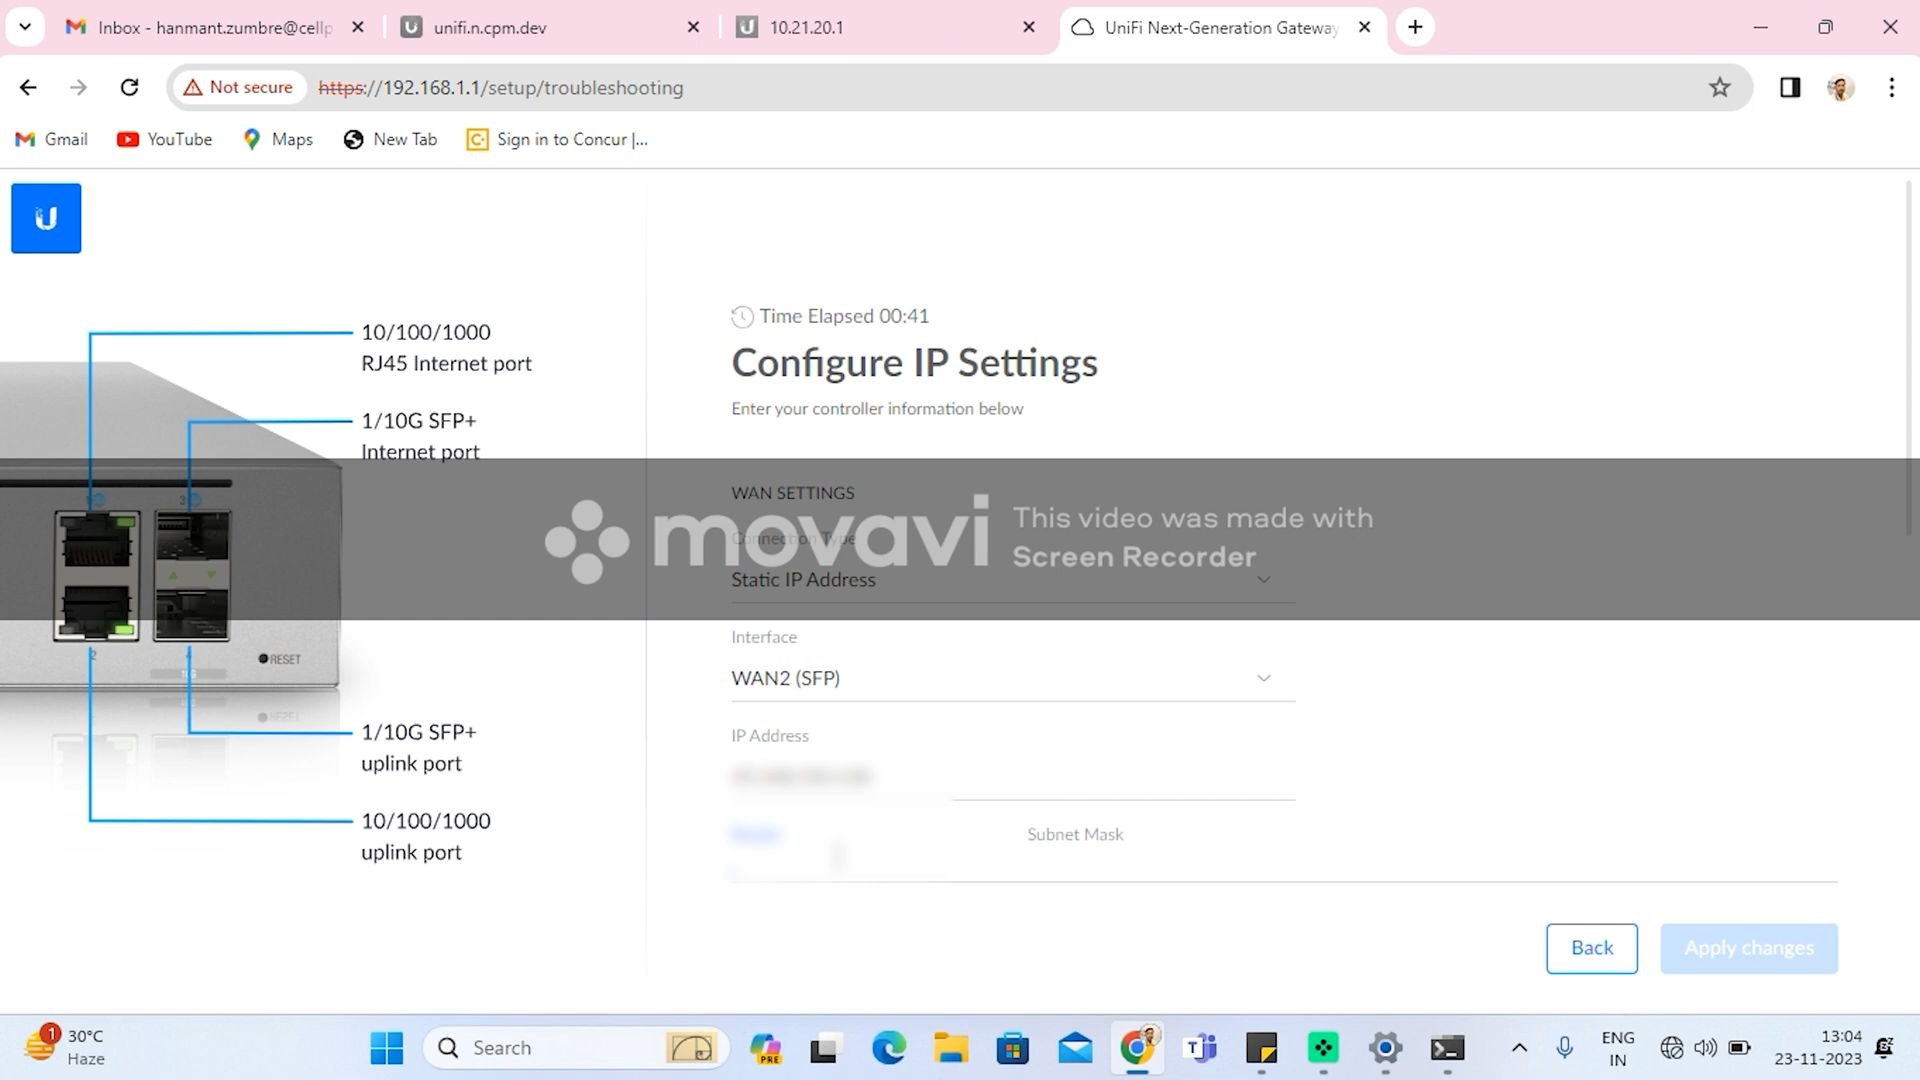 Inbox - hanmant.zumbre@cellp
unifi.n.cpm.dev
10.21.20.1
UniFi Next-Generation Gateway
Not secure
https://192.168.1.1/setup/troubleshooting
Gmail
YouTube
Maps
New Tab
Sign in to Concur |...
U
Time Elapsed 00:41
Configure IP Settings
Enter your controller information below
10/100/1000
RJ45 Internet port
1/10G SFP+
Internet port
WAN SETTINGS
Connection Type
Static IP Address
movavi
This video was made with
Screen Recorder
Interface
WAN2 (SFP)
IP Address
Subnet Mask
RESET
2
1/10G SFP+
uplink port
10/100/1000
uplink port
Back
Apply changes
1
30°C
Haze
Search
PRE
ENG
IN
13:04
23-11-2023